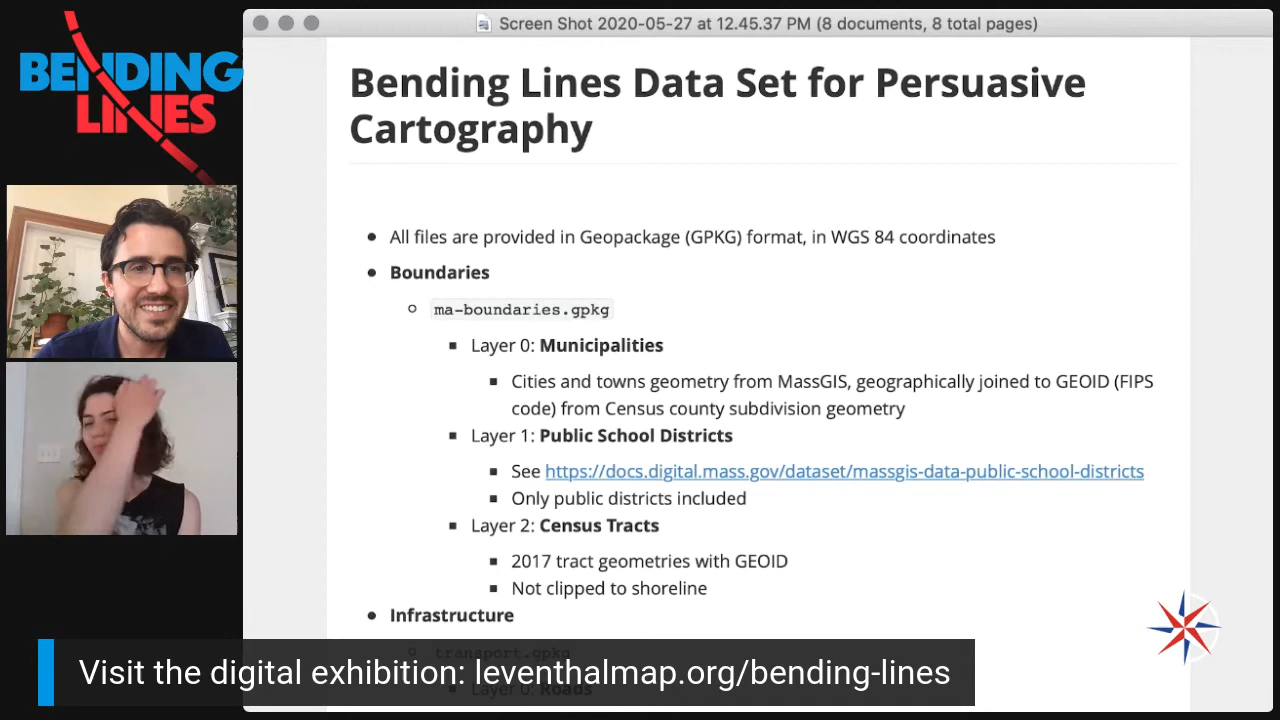 BENDING
LINES
Screen Shot 2020-05-27 at 12.45.37 PM (8 documents, 8 total pages)
Bending Lines Data Set for Persuasive
Cartography
All files are provided in Geopackage (GPKG) format, in WGS 84 coordinates
Boundaries
ma-boundaries.gpkg
Layer 0: Municipalities
Cities and towns geometry from MassGIS, geographically joined to GEOID (FIPS
code) from Census county subdivision geometry
Layer 1: Public School Districts
See https://docs.digital.mass.gov/dataset/massgis-data-public-school-districts
Only public districts included
Layer 2: Census Tracts
2017 tract geometries with GEOID
Not clipped to shoreline
Infrastructure
transport.gpkg
Visit the digital exhibition: leventhalmap.org/bending-lines
Layer 0: Roads